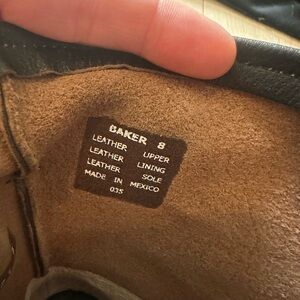 BAKER 8
LEATHER UPPER
LEATHER LINING
LEATHER SOLE
MADE IN MEXICO
035